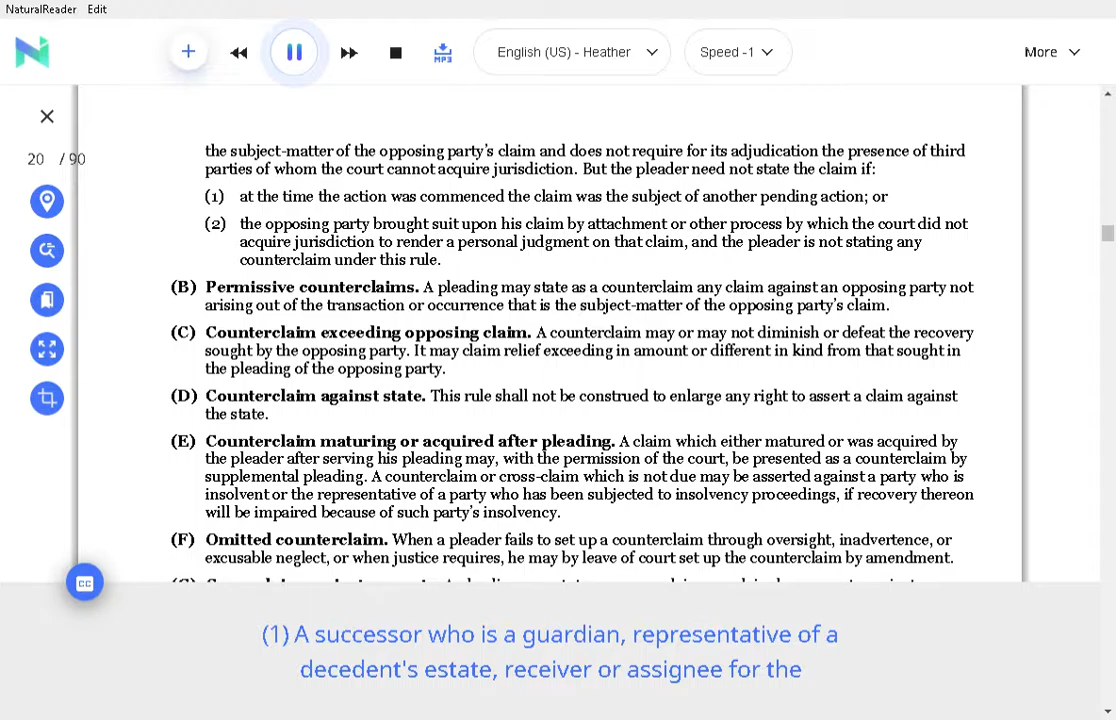 NaturalReader Edit
English (US) - Heather
Speed -1
More
MP3
20 / 90
the subject-matter of the opposing party's claim and does not require for its adjudication the presence of third
parties of whom the court cannot acquire jurisdiction. But the pleader need not state the claim if:
(1) at the time the action was commenced the claim was the subject of another pending action; or
(2) the opposing party brought suit upon his claim by attachment or other process by which the court did not
acquire jurisdiction to render a personal judgment on that claim, and the pleader is not stating any
counterclaim under this rule.
(B) Permissive counterclaims. A pleading may state as a counterclaim any claim against an opposing party not
arising out of the transaction or occurrence that is the subject-matter of the opposing party's claim.
(C) Counterclaim exceeding opposing claim. A counterclaim may or may not diminish or defeat the recovery
sought by the opposing party. It may claim relief exceeding in amount or different in kind from that sought in
the pleading of the opposing party.
(D) Counterclaim against state. This rule shall not be construed to enlarge any right to assert a claim against
the state.
(E) Counterclaim maturing or acquired after pleading. A claim which either matured or was acquired by
the pleader after serving his pleading may, with the permission of the court, be presented as a counterclaim by
supplemental pleading. A counterclaim or cross-claim which is not due may be asserted against a party who is
insolvent or the representative of a party who has been subjected to insolvency proceedings, if recovery thereon
will be impaired because of such party's insolvency.
(F) Omitted counterclaim. When a pleader fails to set up a counterclaim through oversight, inadvertence, or
excusable neglect, or when justice requires, he may by leave of court set up the counterclaim by amendment.
CC
(1) A successor who is a guardian, representative of a
decedent's estate, receiver or assignee for the